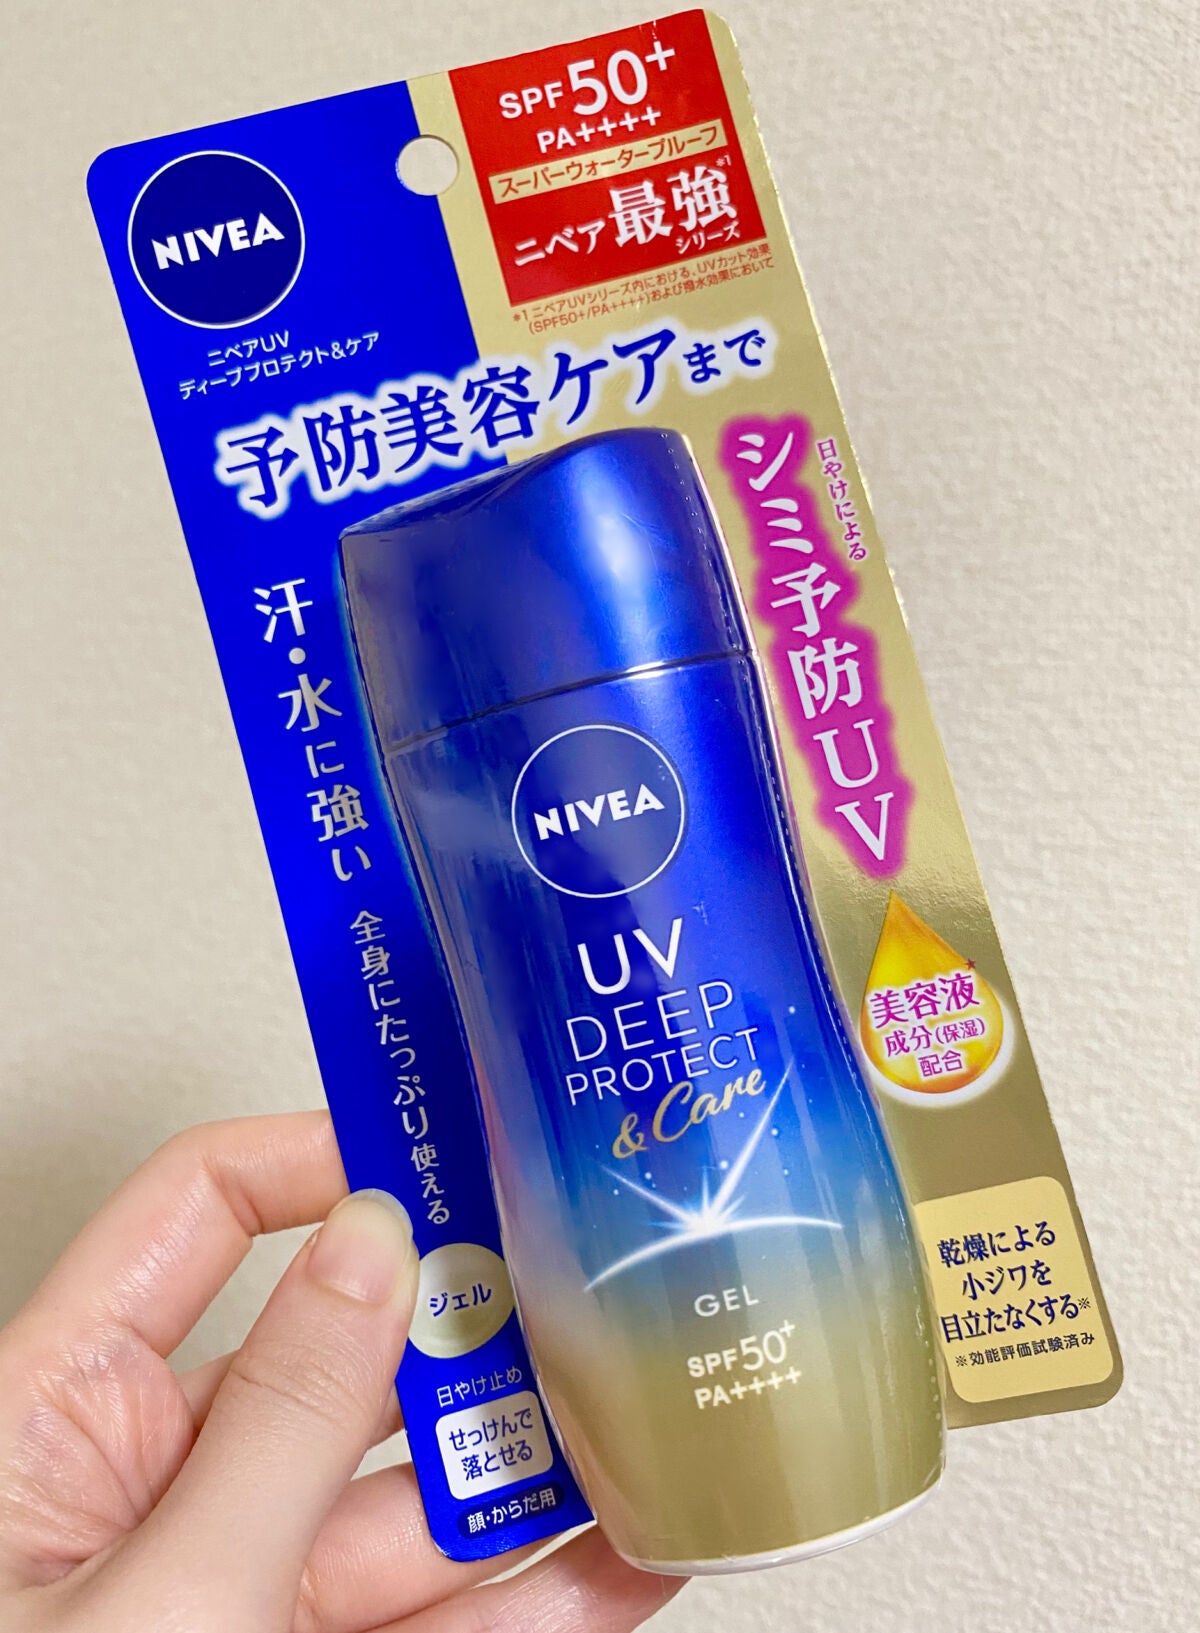 NIVEA
ニベアUV
ディーププロテクト&ケア
SPF50+
PA++++
スーパーウォータープルーフ
ニベア最強*1
シリーズ
*1 ニベアUVシリーズ内における、UVカット効果
(SPF50+/PA++++)および撥水効果において
予防美容ケアまで
日やけによる
シミ予防UV
汗・水に強い
全身にたっぷり使える
NIVEA
UV
DEEP
PROTECT
& Care
GEL
SPF50+
PA++++
美容液*
成分(保湿)
配合
乾燥による
小ジワを
目立たなくする※
※効能評価試験済み
ジェル
日やけ止め
せっけんで
落とせる
顔・からだ用